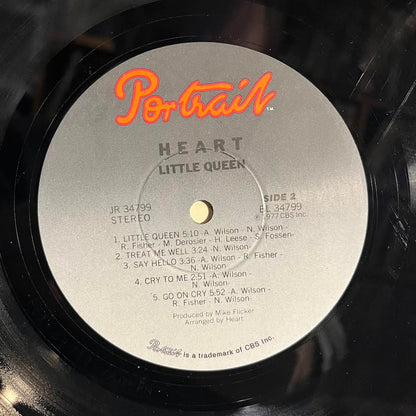 Portrait
TM
HEART
LITTLE QUEEN
JR 34799
STEREO
SIDE 2
BL 34799
℗1977 CBS Inc.
1. LITTLE QUEEN 5:10 -A. Wilson - N. Wilson -
R. Fisher - M. Derosier - H. Leese - S. Fossen-
2. TREAT ME WELL 3:24 -N. Wilson-
3. SAY HELLO 3:36 -A. Wilson - R. Fisher -
N. Wilson
4. CRY TO ME 2:51 -A. Wilson -
N. Wilson-
5. GO ON CRY 5:52 -A. Wilson -
R. Fisher - N. Wilson-
Produced by Mike Flicker
Arranged by Heart
Portrait is a trademark of CBS Inc.